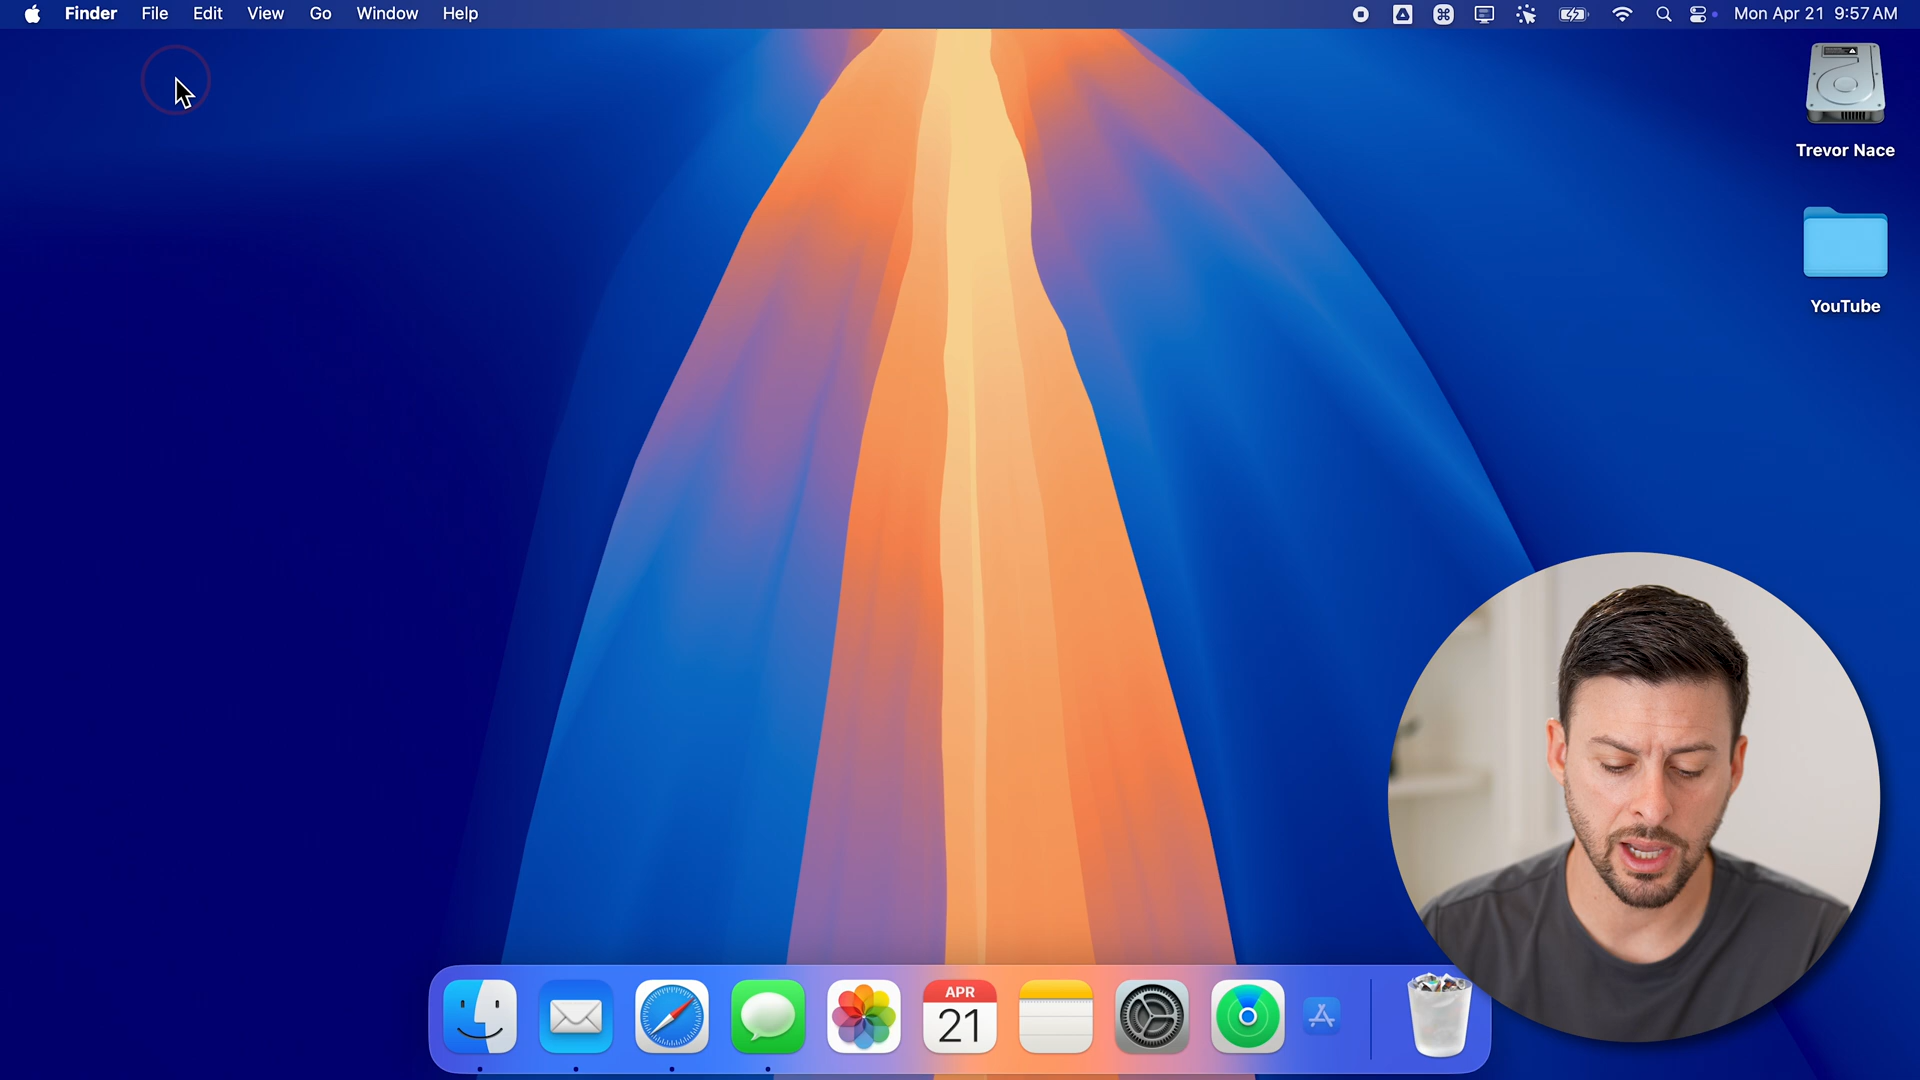 Finder File Edit View Go Window Help Mon Apr 21 9:57 AM
Trevor Nace
YouTube
APR
21